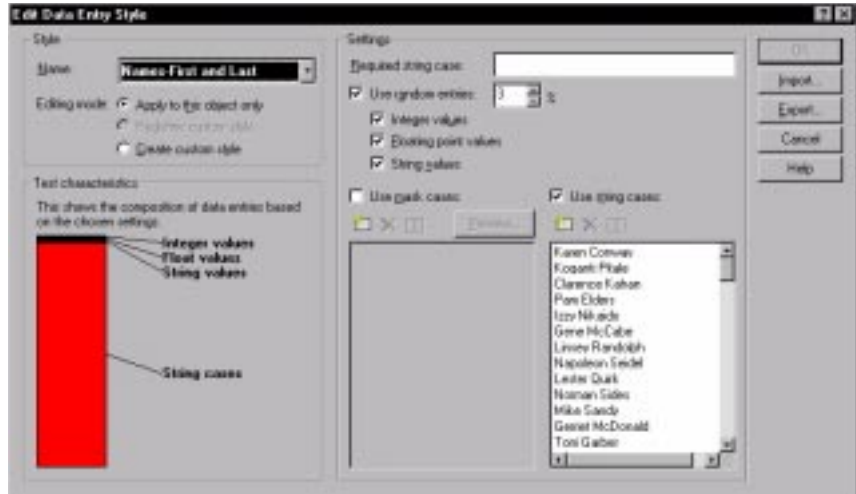 Edit Data Entry Style
Style
Name:
Names-First and Last
Editing mode:
Apply to this object only
Redefine custom style
Create custom style
Test characteristics
This shows the composition of data entries based
on the chosen settings.
Integer values
Float values
String values
String cases
Settings
Required string case:
Use random entries:
3
%
Integer values
Floating point values
String values
Use mask cases:
Use string cases:
Karen Conway
Clarence Kahan
Pam Elders
Izzy Nikaido
Gene McCabe
Linsey Randolph
Napoleon Seidel
Lester Quirk
Norman Sides
Mike Sandy
Garret McDonald
Toni Garber
OK
Import...
Export...
Cancel
Help